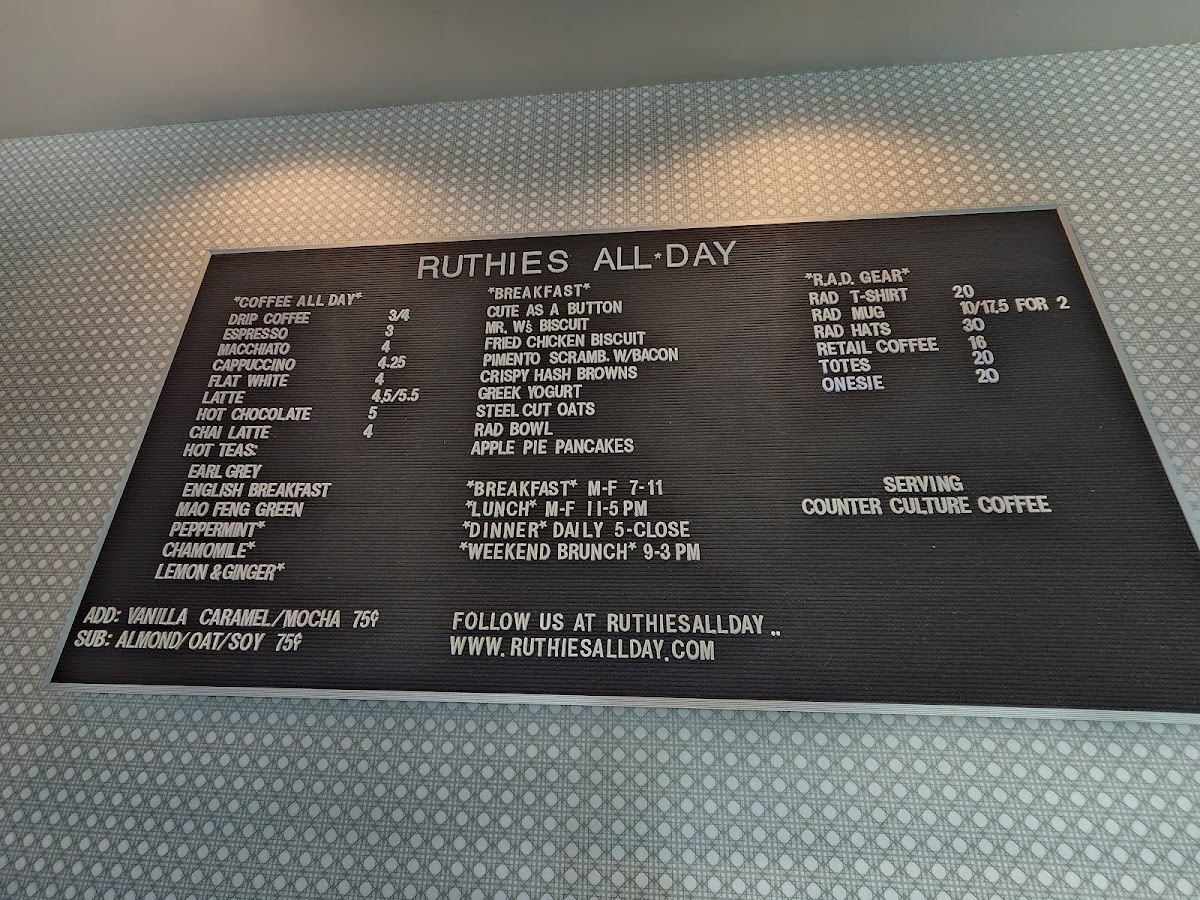 RUTHIES ALL*DAY
*COFFEE ALL DAY*
DRIP COFFEE 3/4
ESPRESSO 3
MACCHIATO 4
CAPPUCCINO 4.25
FLAT WHITE 4
LATTE 4.5/5.5
HOT CHOCOLATE 5
CHAI LATTE 4
HOT TEAS:
EARL GREY
ENGLISH BREAKFAST
MAO FENG GREEN
PEPPERMINT*
CHAMOMILE*
LEMON & GINGER*
ADD: VANILLA CARAMEL/MOCHA 75¢
SUB: ALMOND/OAT/SOY 75¢
*BREAKFAST*
CUTE AS A BUTTON
MR. W's BISCUIT
FRIED CHICKEN BISCUIT
PIMENTO SCRAMB. W/BACON
CRISPY HASH BROWNS
GREEK YOGURT
STEEL CUT OATS
RAD BOWL
APPLE PIE PANCAKES
*BREAKFAST* M-F 7-11
*LUNCH* M-F 11-5 PM
*DINNER* DAILY 5-CLOSE
*WEEKEND BRUNCH* 9-3 PM
FOLLOW US AT RUTHIESALLDAY..
WWW.RUTHIESALLDAY.COM
*R.A.D. GEAR*
RAD T-SHIRT 20
RAD MUG 10/17.5 FOR 2
RAD HATS 30
RETAIL COFFEE 16
TOTES 20
ONESIE 20
SERVING
COUNTER CULTURE COFFEE